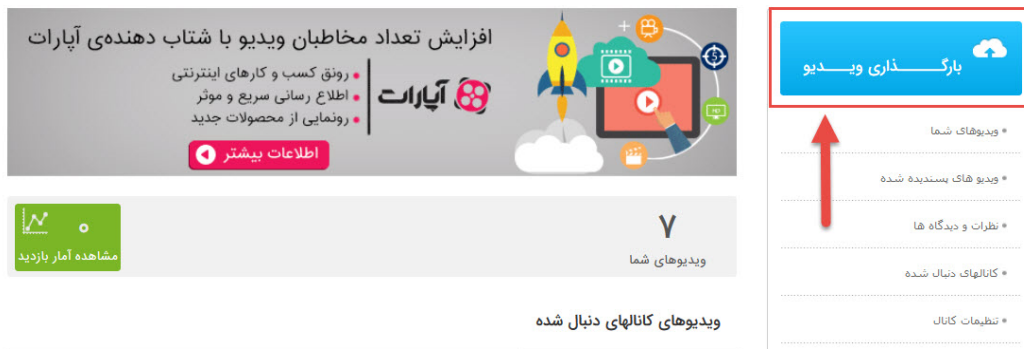 بارگذاری ویدیو
ویدیوهای شما
ویدیو های پسندیده شده
نظرات و دیدگاه ها
کانالهای دنبال شده
تنظیمات کانال
افزایش تعداد مخاطبان ویدیو با شتاب دهنده‌ی آپارات
آپارات
رونق کسب و کارهای اینترنتی
اطلاع رسانی سریع و موثر
رونمایی از محصولات جدید
اطلاعات بیشتر
۷
ویدیوهای شما
۰
مشاهده آمار بازدید
ویدیوهای کانالهای دنبال شده